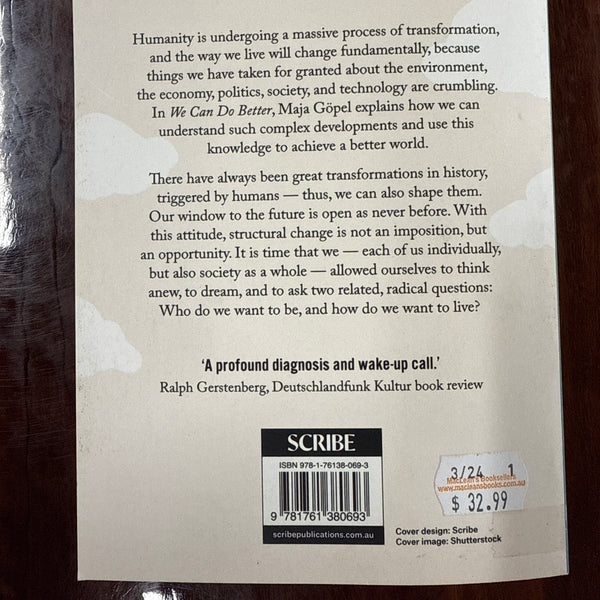 Humanity is undergoing a massive process of transformation,
and the way we live will change fundamentally, because
things we have taken for granted about the environment,
the economy, politics, society, and technology are crumbling.
In We Can Do Better, Maja Göpel explains how we can
understand such complex developments and use this
knowledge to achieve a better world.
There have always been great transformations in history,
triggered by humans — thus, we can also shape them.
Our window to the future is open as never before. With
this attitude, structural change is not an imposition, but
an opportunity. It is time that we — each of us individually,
but also society as a whole — allowed ourselves to think
anew, to dream, and to ask two related, radical questions:
Who do we want to be, and how do we want to live?
‘A profound diagnosis and wake-up call.’
Ralph Gerstenberg, Deutschlandfunk Kultur book review
SCRIBE
ISBN 978-1-76138-069-3
9 781761 380693
scribepublications.com.au
3/24 1
MacLean's Booksellers
www.macleansbooks.com.au
$ 32.99
Cover design: Scribe
Cover image: Shutterstock